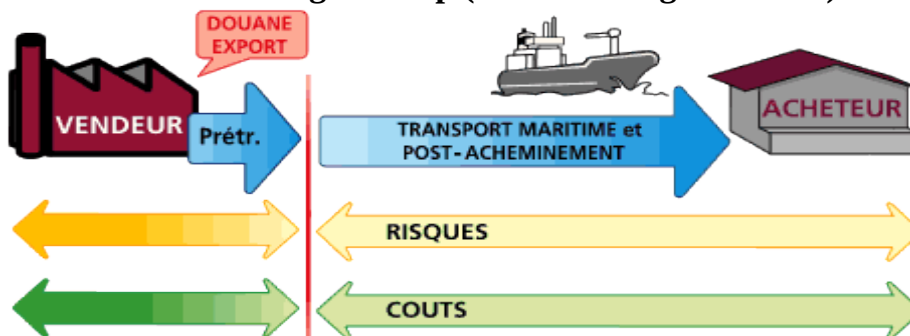 DOUANE
EXPORT
VENDEUR
Prétr.
TRANSPORT MARITIME et
POST-ACHEMINEMENT
ACHETEUR
RISQUES
COUTS